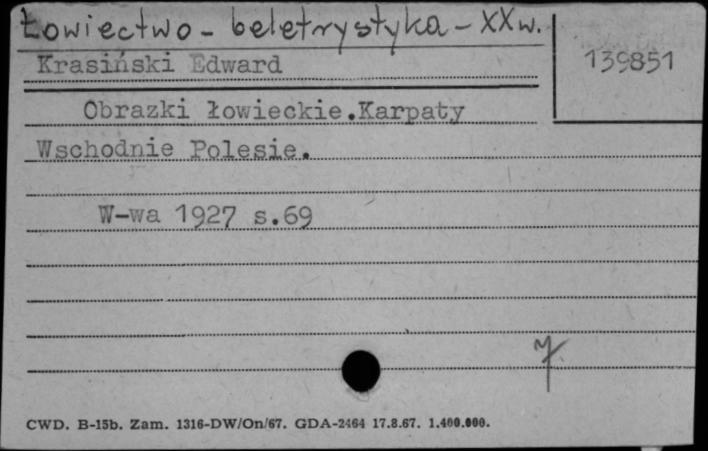 Łowiectwo - beletrystyka - XX w.
Krasiński Edward
139851
Obrazki łowieckie.Karpaty
Wschodnie Polesie.
W-wa 1927 s.69
CWD. B-15b. Zam. 1316-DW/On/67. GDA-2464 17.8.67. 1.400.000.